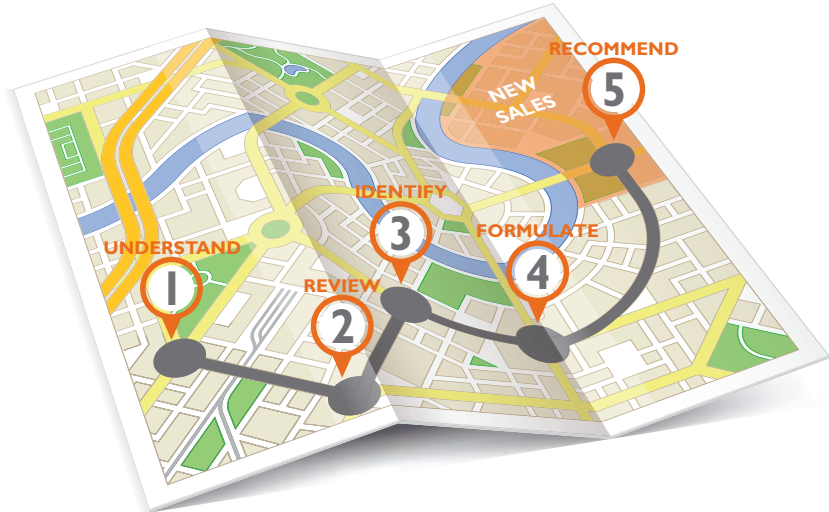 UNDERSTAND
1
REVIEW
2
IDENTIFY
3
FORMULATE
4
RECOMMEND
5
NEW
SALES